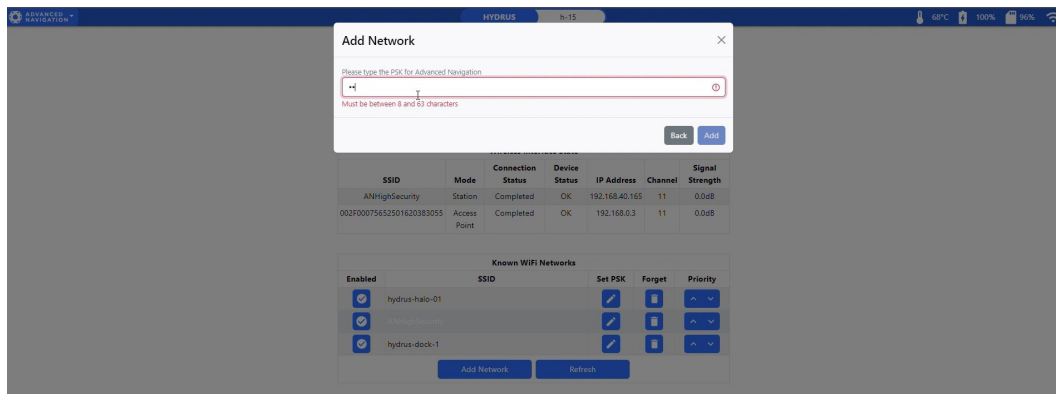 ADVANCED NAVIGATION
HYDRUS h-15
68°C 100% 96%
Add Network
Please type the PSK for Advanced Navigation
Must be between 8 and 63 characters
Back Add
SSID Mode Connection Status Device Status IP Address Channel Signal Strength
ANHighSecurity Station Completed OK 192.168.40.165 11 0.0dB
002F00075652501620383055 Access Point Completed OK 192.168.0.3 11 0.0dB
Known WiFi Networks
Enabled SSID Set PSK Forget Priority
hydrus-halo-01
ANHighSecurity
hydrus-dock-1
Add Network Refresh